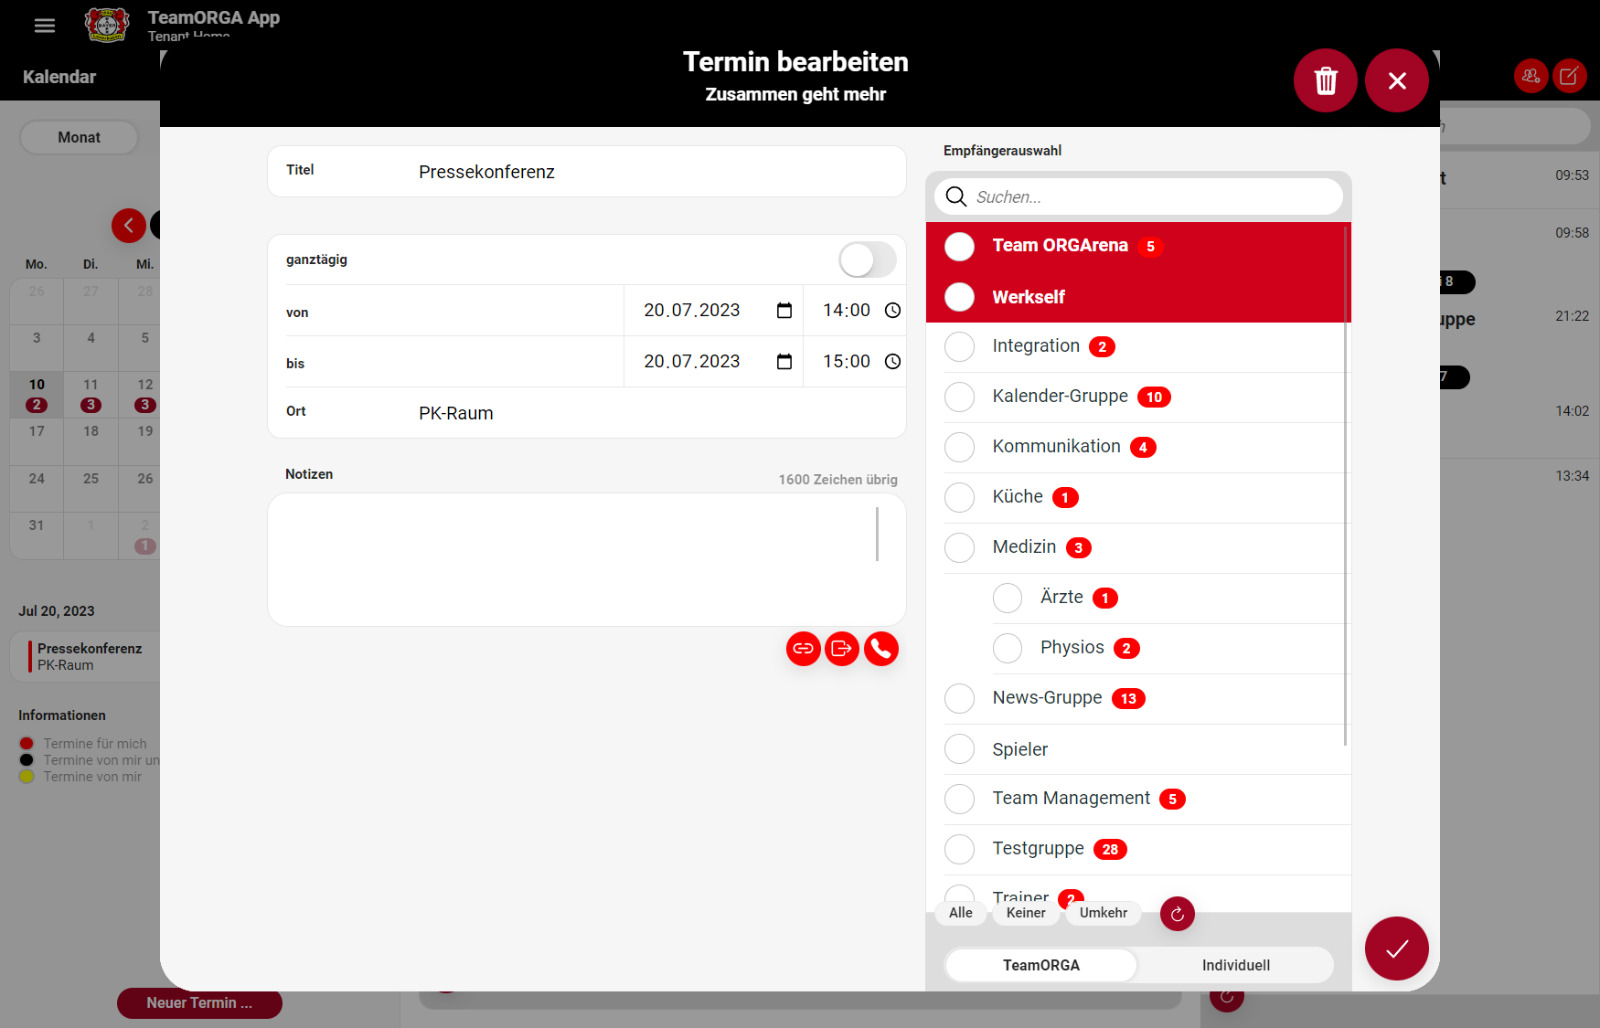 TeamORGA App
Kalendar
Termin bearbeiten
Zusammen geht mehr
Monat
Mo. Di. Mi.
26 27 28
3 4 5
10 11 12
2 3 3
17 18 19
24 25 26
31 1 2
1
Jul 20, 2023
Pressekonferenz
PK-Raum
Informationen
Termine für mich
Termine von mir un
Termine von mir
Neuer Termin ...
Titel Pressekonferenz
ganztägig
von 20.07.2023 14:00
bis 20.07.2023 15:00
Ort PK-Raum
Notizen 1600 Zeichen übrig
Empfängerauswahl
Suchen...
Team ORGArena 5
Werkself
Integration 2
Kalender-Gruppe 10
Kommunikation 4
Küche 1
Medizin 3
Ärzte 1
Physios 2
News-Gruppe 13
Spieler
Team Management 5
Testgruppe 28
Trainer 2
Alle Keiner Umkehr
TeamORGA Individuell
09:53
09:58
8
uppe 21:22
7
14:02
13:34